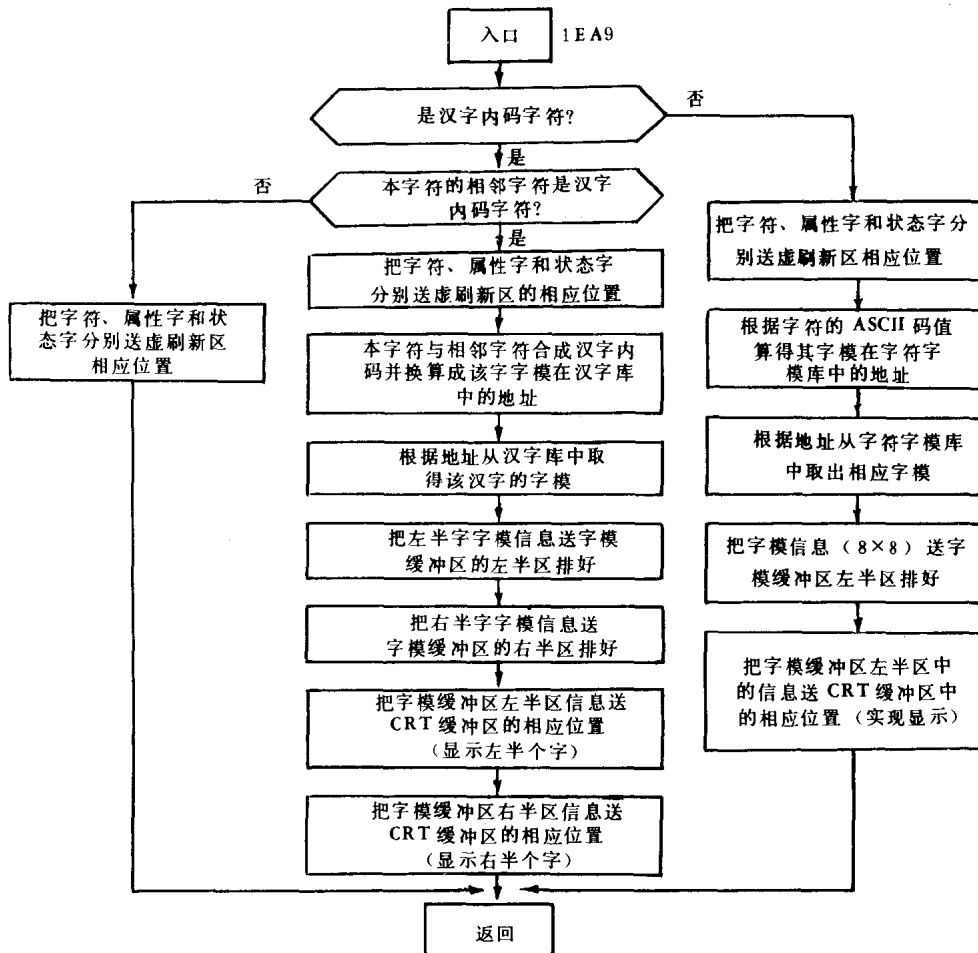 入口 1EA9
是汉字内码字符?
否
是
本字符的相邻字符是汉字
内码字符?
否
是
把字符、属性字和状态字
分别送虚刷新区的相应位置
本字符与相邻字符合成汉字内
码并换算成该字字模在汉字库
中的地址
根据地址从汉字库中取
得该汉字的字模
把左半字字模信息送字模
缓冲区的左半区排好
把右半字字模信息送
字模缓冲区的右半区排好
把字模缓冲区左半区信息送
CRT 缓冲区的相应位置
（显示左半个字）
把字模缓冲区右半区信息送
CRT 缓冲区的相应位置
（显示右半个字）
把字符、属性字和状
态字分别送虚刷新区
相应位置
把字符、属性字和状态字分
别送虚刷新区相应位置
根据字符的 ASCII 码值
算得其字模在字符字
模库中的地址
根据地址从字符字模库
中取出相应字模
把字模信息（8×8）送字
模缓冲区左半区排好
把字模缓冲区左半区中
的信息送 CRT 缓冲区中
的相应位置（实现显示）
返回